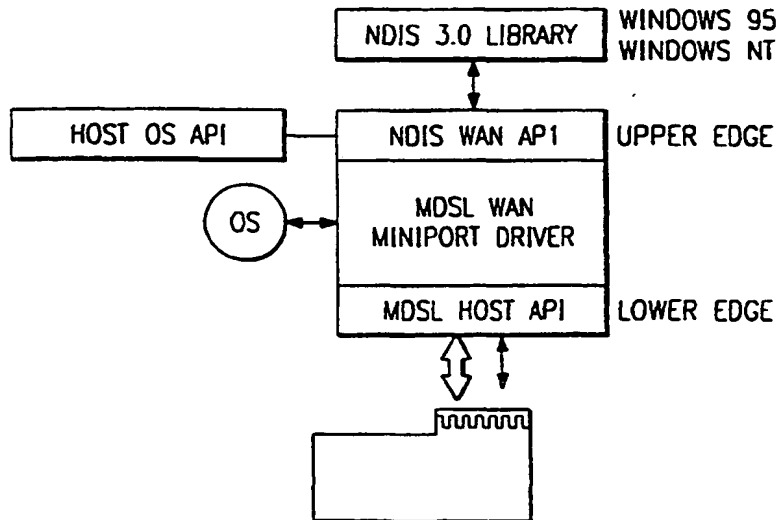 NDIS 3.0 LIBRARY
WINDOWS 95
WINDOWS NT
HOST OS API
NDIS WAN AP1
UPPER EDGE
OS
MDSL WAN
MINIPORT DRIVER
MDSL HOST API
LOWER EDGE